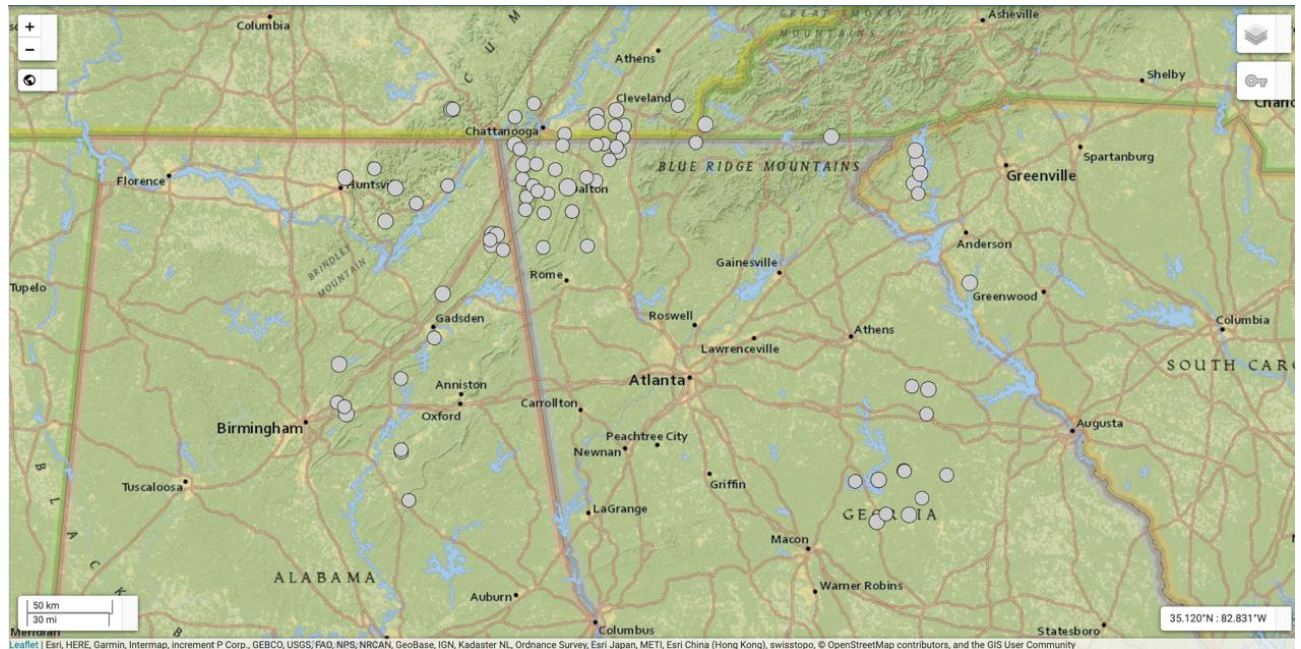 +
−
Columbia
C U M
GREAT SMOKEY
MOUNTAINS
Asheville
Athens
Shelby
Cleveland
Chattanooga
BLUE RIDGE MOUNTAINS
Spartanburg
Greenville
Florence
Dalton
Anderson
BRINDLEY
MOUNTAIN
Gainesville
Rome
Greenwood
Tupelo
Gadsden
Roswell
Athens
Columbia
Lawrenceville
SOUTH CARO
Atlanta
Anniston
Oxford
Carrollton
Birmingham
Peachtree City
Newnan
Augusta
Griffin
Tuscaloosa
B L A C K B
LaGrange
Macon
ALABAMA
Warner Robins
Auburn
50 km
30 mi
Columbus
Statesboro
35.120°N : 82.831°W
Meridian
Leaflet | Esri, HERE, Garmin, Intermap, increment P Corp., GEBCO, USGS, FAO, NPS, NRCAN, GeoBase, IGN, Kadaster NL, Ordnance Survey, Esri Japan, METI, Esri China (Hong Kong), swisstopo, © OpenStreetMap contributors, and the GIS User Community